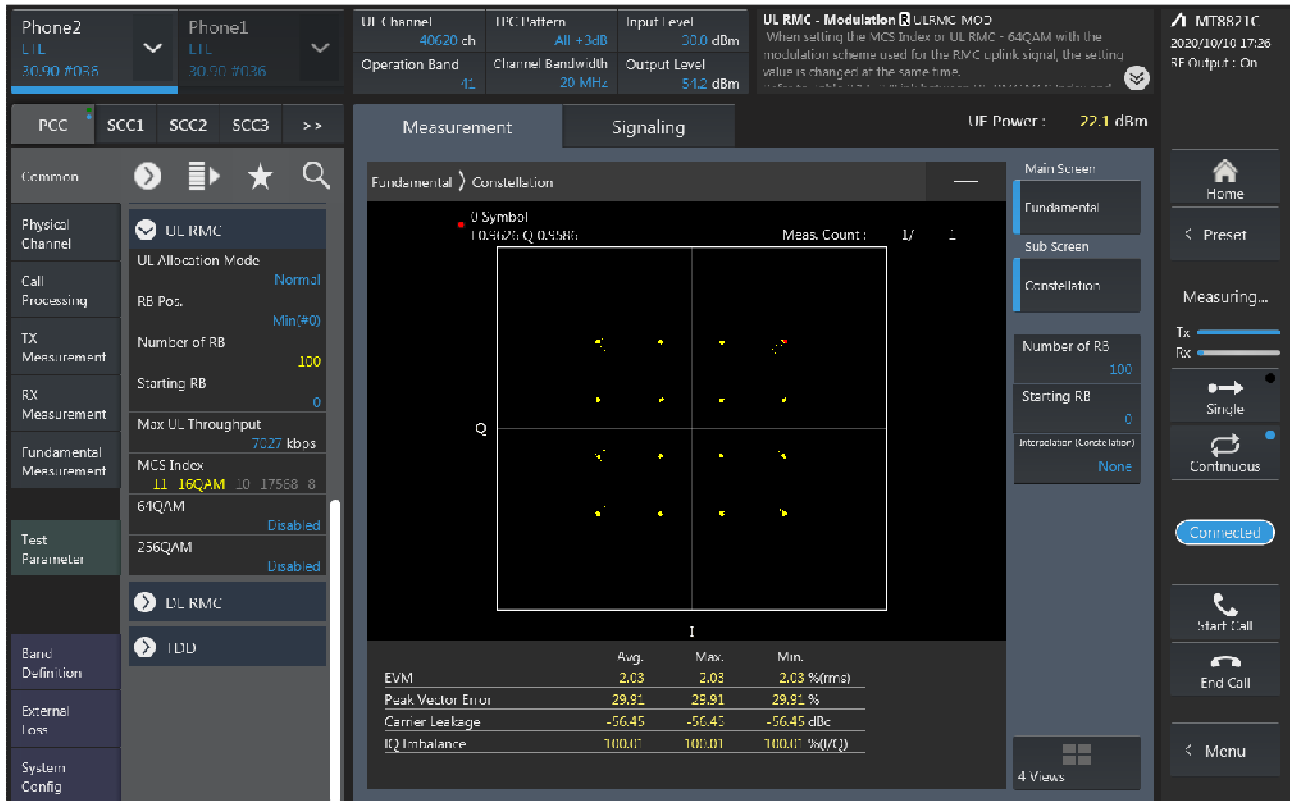 Phone2
LTE
30.90 #036
Phone1
LTE
30.90 #036
UL Channel
40620 ch
TPC Pattern
All +3dB
Input Level
30.0 dBm
Operation Band
41
Channel Bandwidth
20 MHz
Output Level
-54.2 dBm
UL RMC - Modulation R ULRMC_MOD
When setting the MCS Index or UL RMC - 64QAM with the
modulation scheme used for the RMC uplink signal, the setting
value is changed at the same time.
MT8821C
2020/10/10 17:26
RF Output : On
PCC
SCC1
SCC2
SCC3
>>
Measurement
Signaling
UE Power : 22.1 dBm
Common
Physical
Channel
Call
Processing
TX
Measurement
RX
Measurement
Fundamental
Measurement
Test
Parameter
Band
Definition
External
Loss
System
Config
UL RMC
UL Allocation Mode
Normal
RB Pos.
Min(#0)
Number of RB
100
Starting RB
0
Max UL Throughput
7027 kbps
MCS Index
11 16QAM 10 17568 8
64QAM
Disabled
256QAM
Disabled
DL RMC
TDD
Fundamental > Constellation
0 Symbol
I 0.9626 Q 0.9586
Meas. Count : 1/ 1
Q
I
Avg. Max. Min.
EVM 2.03 2.03 2.03 %(rms)
Peak Vector Error 29.91 29.91 29.91 %
Carrier Leakage -56.45 -56.45 -56.45 dBc
IQ Imbalance 100.01 100.01 100.01 %(I/Q)
Main Screen
Fundamental
Sub Screen
Constellation
Number of RB
100
Starting RB
0
Interpolation (Constellation)
None
4 Views
Home
< Preset
Measuring...
Tx
Rx
Single
Continuous
Connected
Start Call
End Call
< Menu